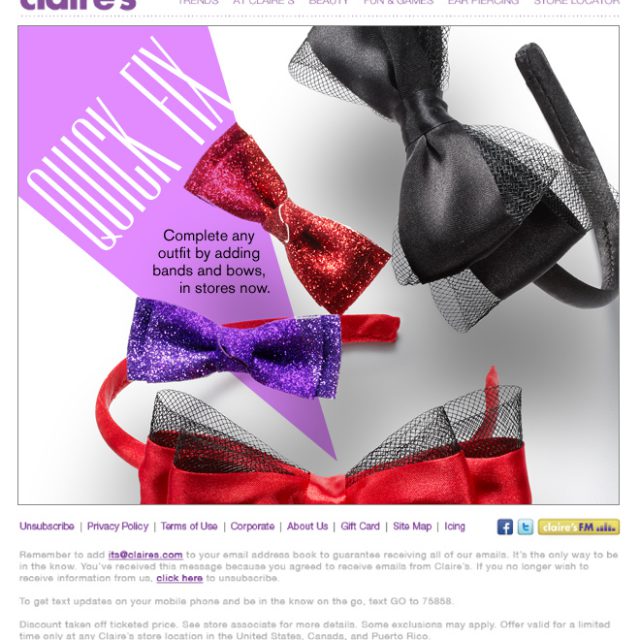 claire's
TRENDS AT CLAIRE'S BEAUTY FUN & GAMES EAR PIERCING STORE LOCATOR
QUICK FIX
Complete any
outfit by adding
bands and bows,
in stores now.
Unsubscribe | Privacy Policy | Terms of Use | Corporate | About Us | Gift Card | Site Map | Icing
claire's FM
Remember to add its@claires.com to your email address book to guarantee receiving all of our emails. It's the only way to be
in the know. You've received this message because you agreed to receive emails from Claire's. If you no longer wish to
receive information from us, click here to unsubscribe.
To get text updates on your mobile phone and be in the know on the go, text GO to 75858.
Discount taken off ticketed price. See store associate for more details. Some exclusions may apply. Offer valid for a limited
time only at any Claire's store location in the United States, Canada, and Puerto Rico.